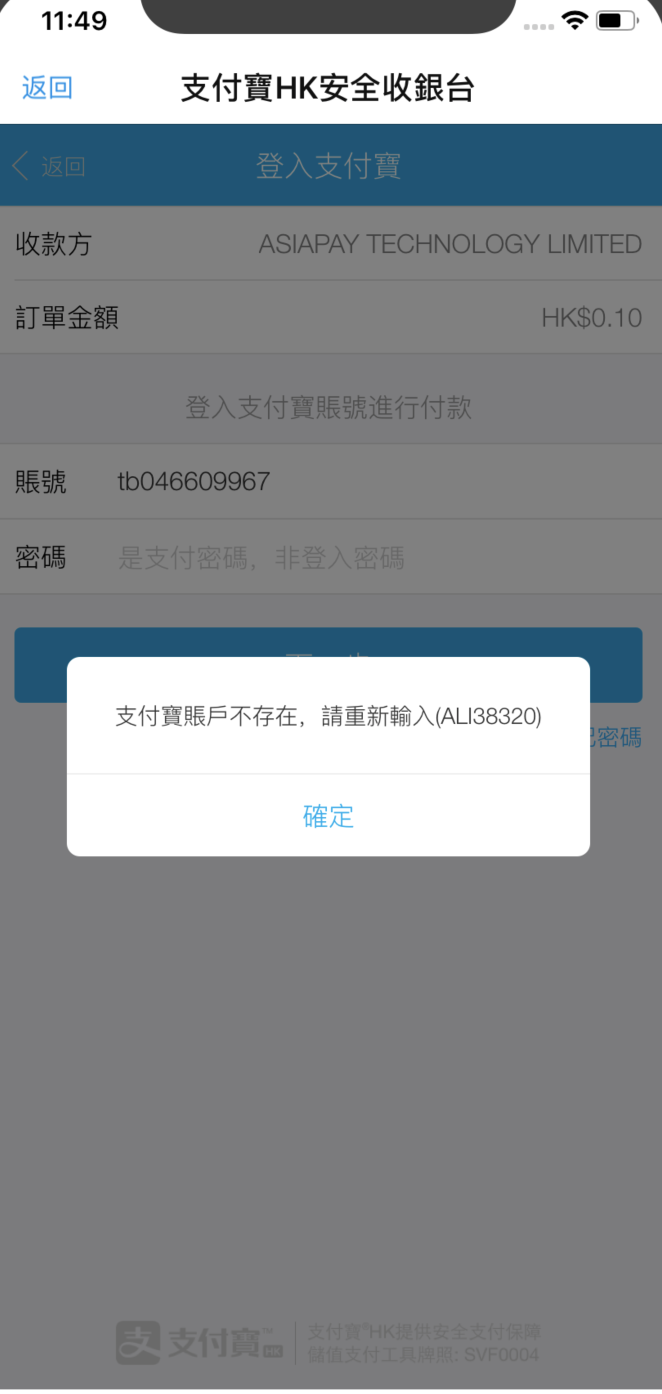 11:49
返回
支付寶HK安全收銀台
返回
登入支付寶
收款方
ASIAPAY TECHNOLOGY LIMITED
訂單金額
HK$0.10
登入支付寶賬號進行付款
賬號
tb046609967
密碼
是支付密碼，非登入密碼
支付寶賬戶不存在，請重新輸入(ALI38320)
密碼
確定
支 支付寶™ HK
支付寶®HK提供安全支付保障
儲值支付工具牌照: SVF0004